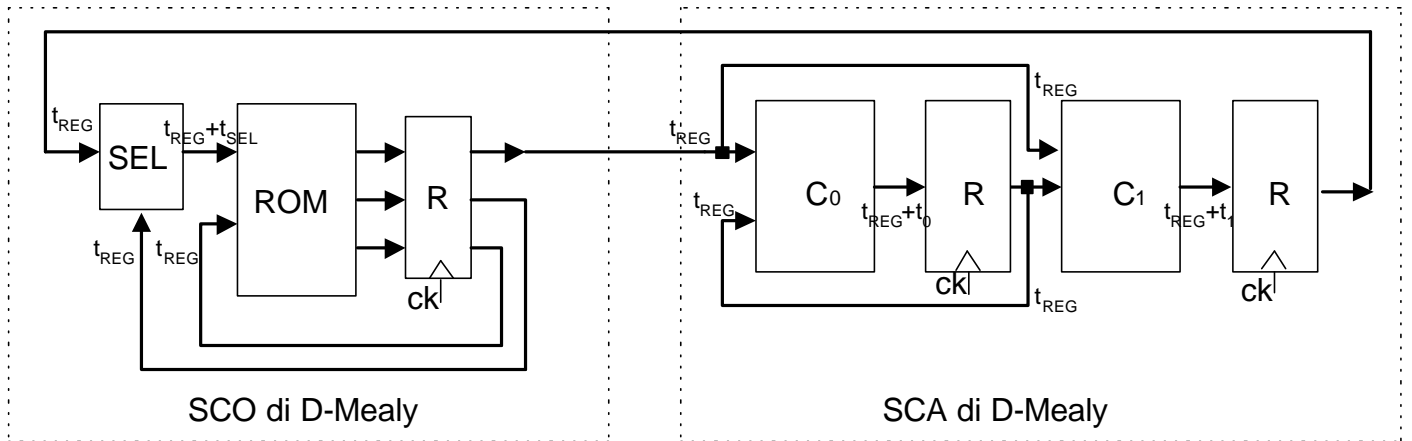 t_REG
SEL
t_REG+t_SEL
ROM
R
ck
t_REG
t_REG
SCO di D-Mealy
t_REG
t_REG
C0
t_REG+t_0
R
ck
t_REG
t_REG
C1
t_REG+t_1
R
ck
SCA di D-Mealy